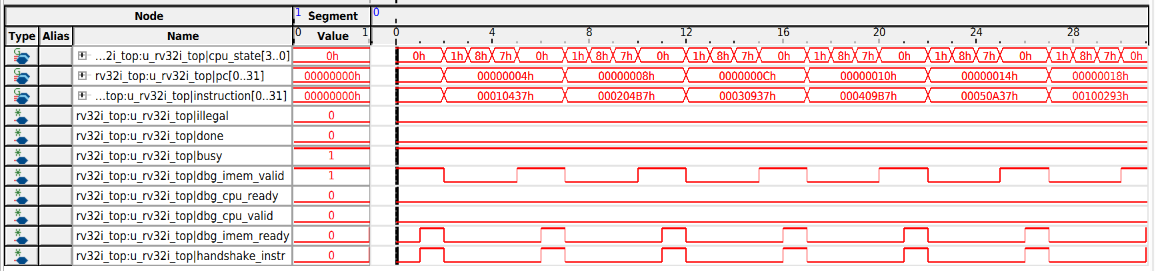 Node Segment 1 0
Type Alias Name Value 0 1 0 4 8 12 16 20 24 28
...2i_top:u_rv32i_top|cpu_state[3..0] 0h 0h 1h 8h 7h 0h 1h 8h 7h 0h 1h 8h 7h 0h 1h 8h 7h 0h 1h 8h 7h 0h 1h 8h 7h 0h
rv32i_top:u_rv32i_top|pc[0..31] 00000000h 00000004h 00000008h 0000000Ch 00000010h 00000014h 00000018h
...top:u_rv32i_top|instruction[0..31] 00000000h 00010437h 000204B7h 00030937h 000409B7h 00050A37h 00100293h
rv32i_top:u_rv32i_top|illegal 0
rv32i_top:u_rv32i_top|done 0
rv32i_top:u_rv32i_top|busy 1
rv32i_top:u_rv32i_top|dbg_imem_valid 1
rv32i_top:u_rv32i_top|dbg_cpu_ready 0
rv32i_top:u_rv32i_top|dbg_cpu_valid 0
rv32i_top:u_rv32i_top|dbg_imem_ready 0
rv32i_top:u_rv32i_top|handshake_instr 0